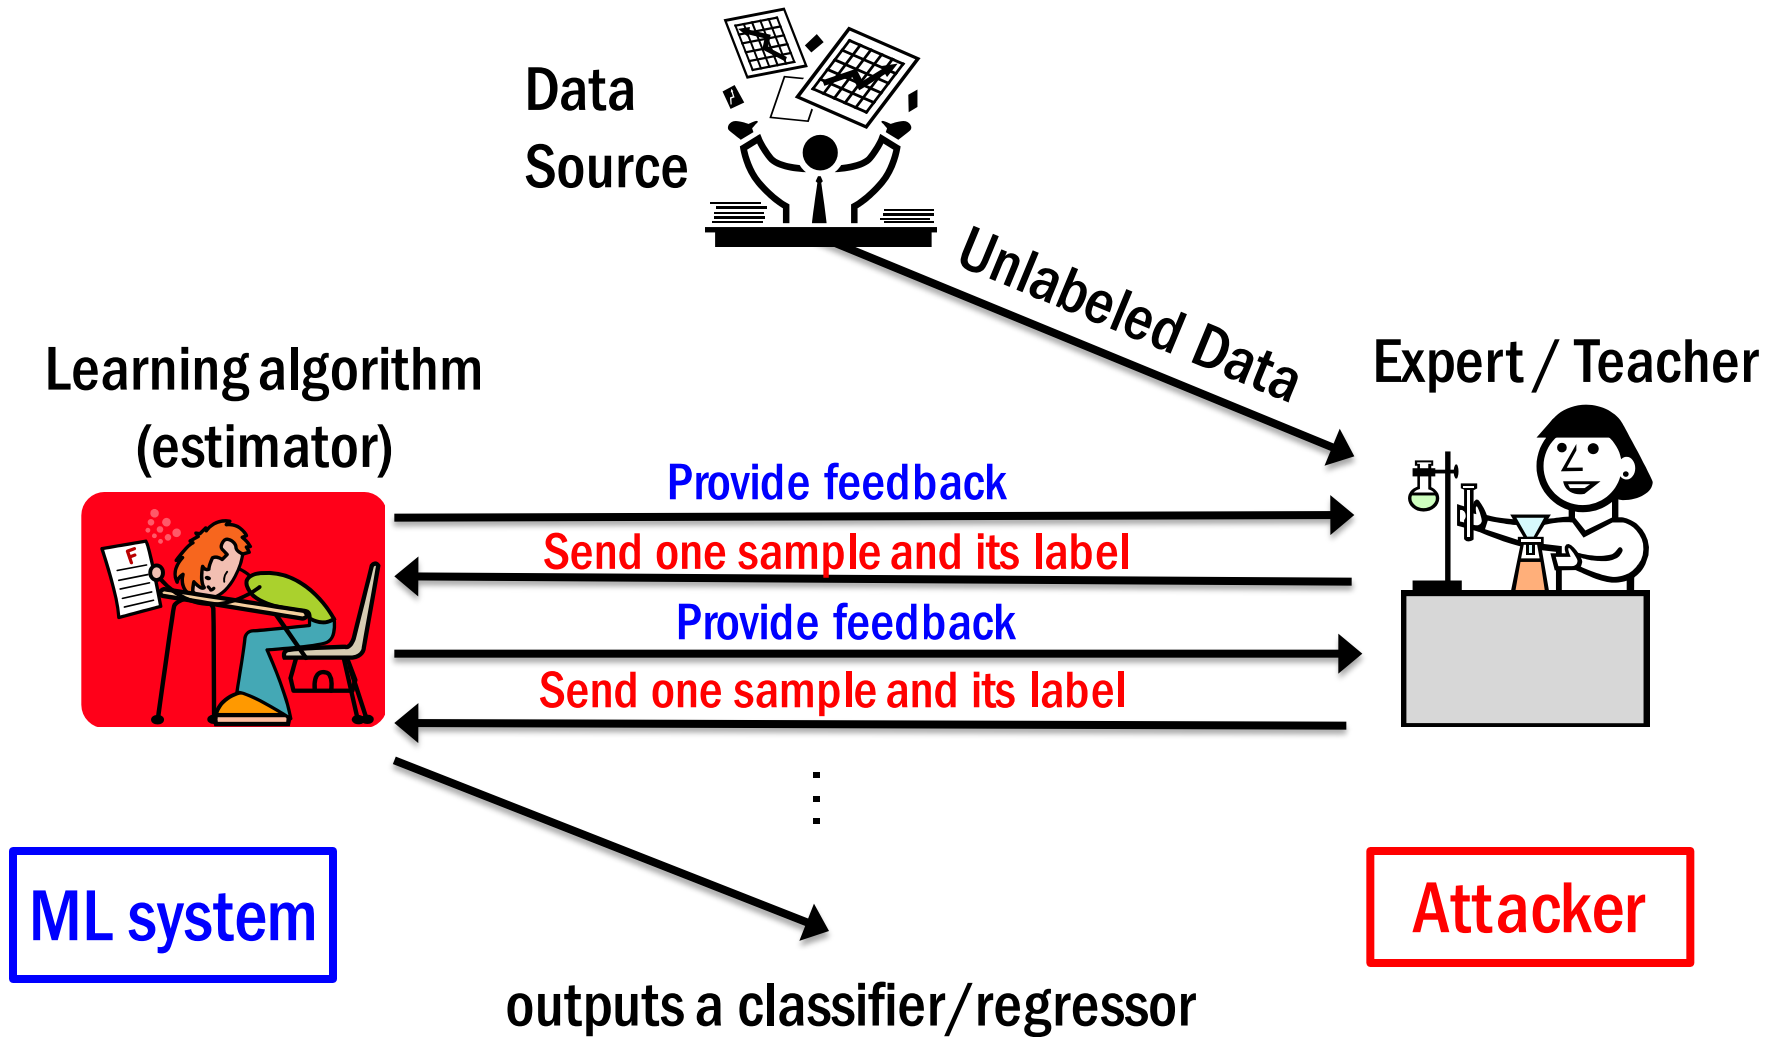 Data
Source
Unlabeled Data
Learning algorithm
(estimator)
Expert / Teacher
Provide feedback
Send one sample and its label
Provide feedback
Send one sample and its label
F
ML system
Attacker
outputs a classifier/regressor